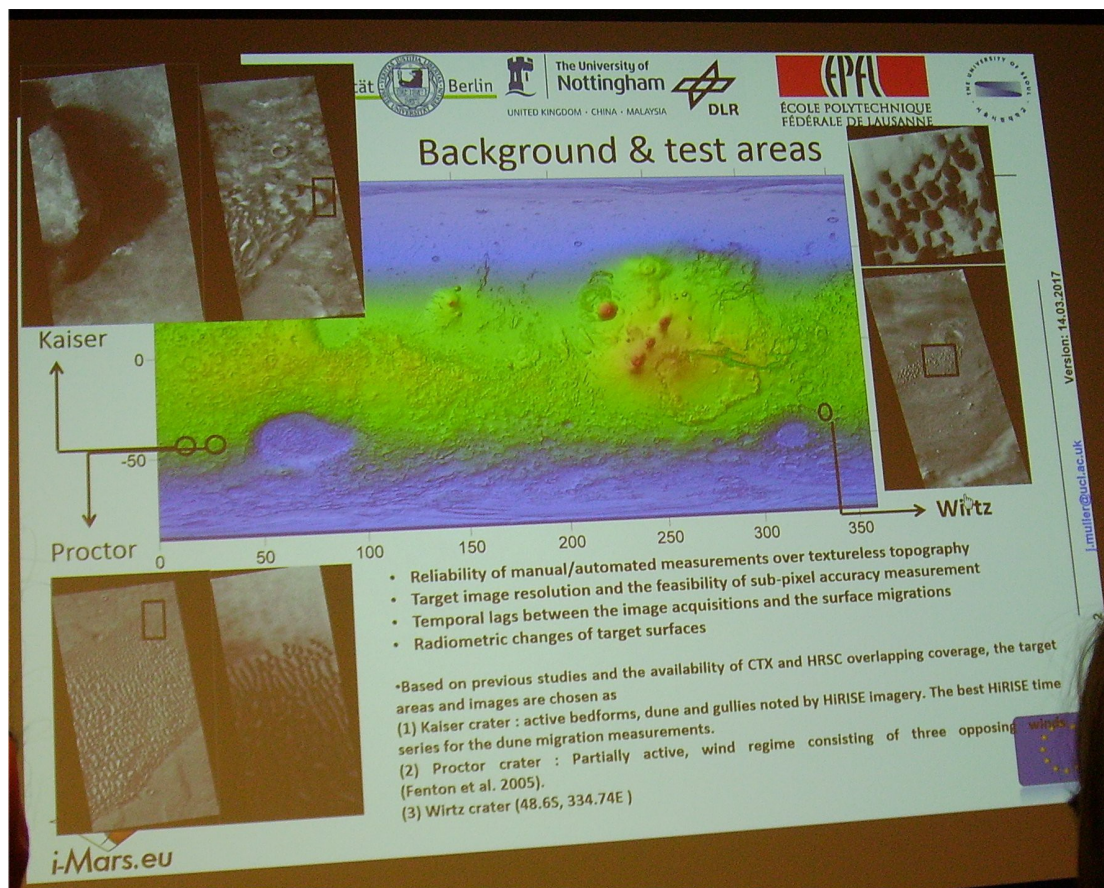 tät Berlin
The University of
Nottingham
UNITED KINGDOM · CHINA · MALAYSIA
DLR
EPFL
ÉCOLE POLYTECHNIQUE
FÉDÉRALE DE LAUSANNE
THE UNIVERSITY OF SEOUL
Background & test areas
Version: 14.03.2017
j.muller@ucl.ac.uk
2
Kaiser
0
-50
Proctor
0 50 100 150 200 250 300 350
Wirtz
• Reliability of manual/automated measurements over textureless topography
• Target image resolution and the feasibility of sub-pixel accuracy measurement
• Temporal lags between the image acquisitions and the surface migrations
• Radiometric changes of target surfaces
•Based on previous studies and the availability of CTX and HRSC overlapping coverage, the target
areas and images are chosen as
(1) Kaiser crater : active bedforms, dune and gullies noted by HiRISE imagery. The best HiRISE time
series for the dune migration measurements.
(2) Proctor crater : Partially active, wind regime consisting of three opposing winds
(Fenton et al. 2005).
(3) Wirtz crater (48.6S, 334.74E )
i-Mars.eu